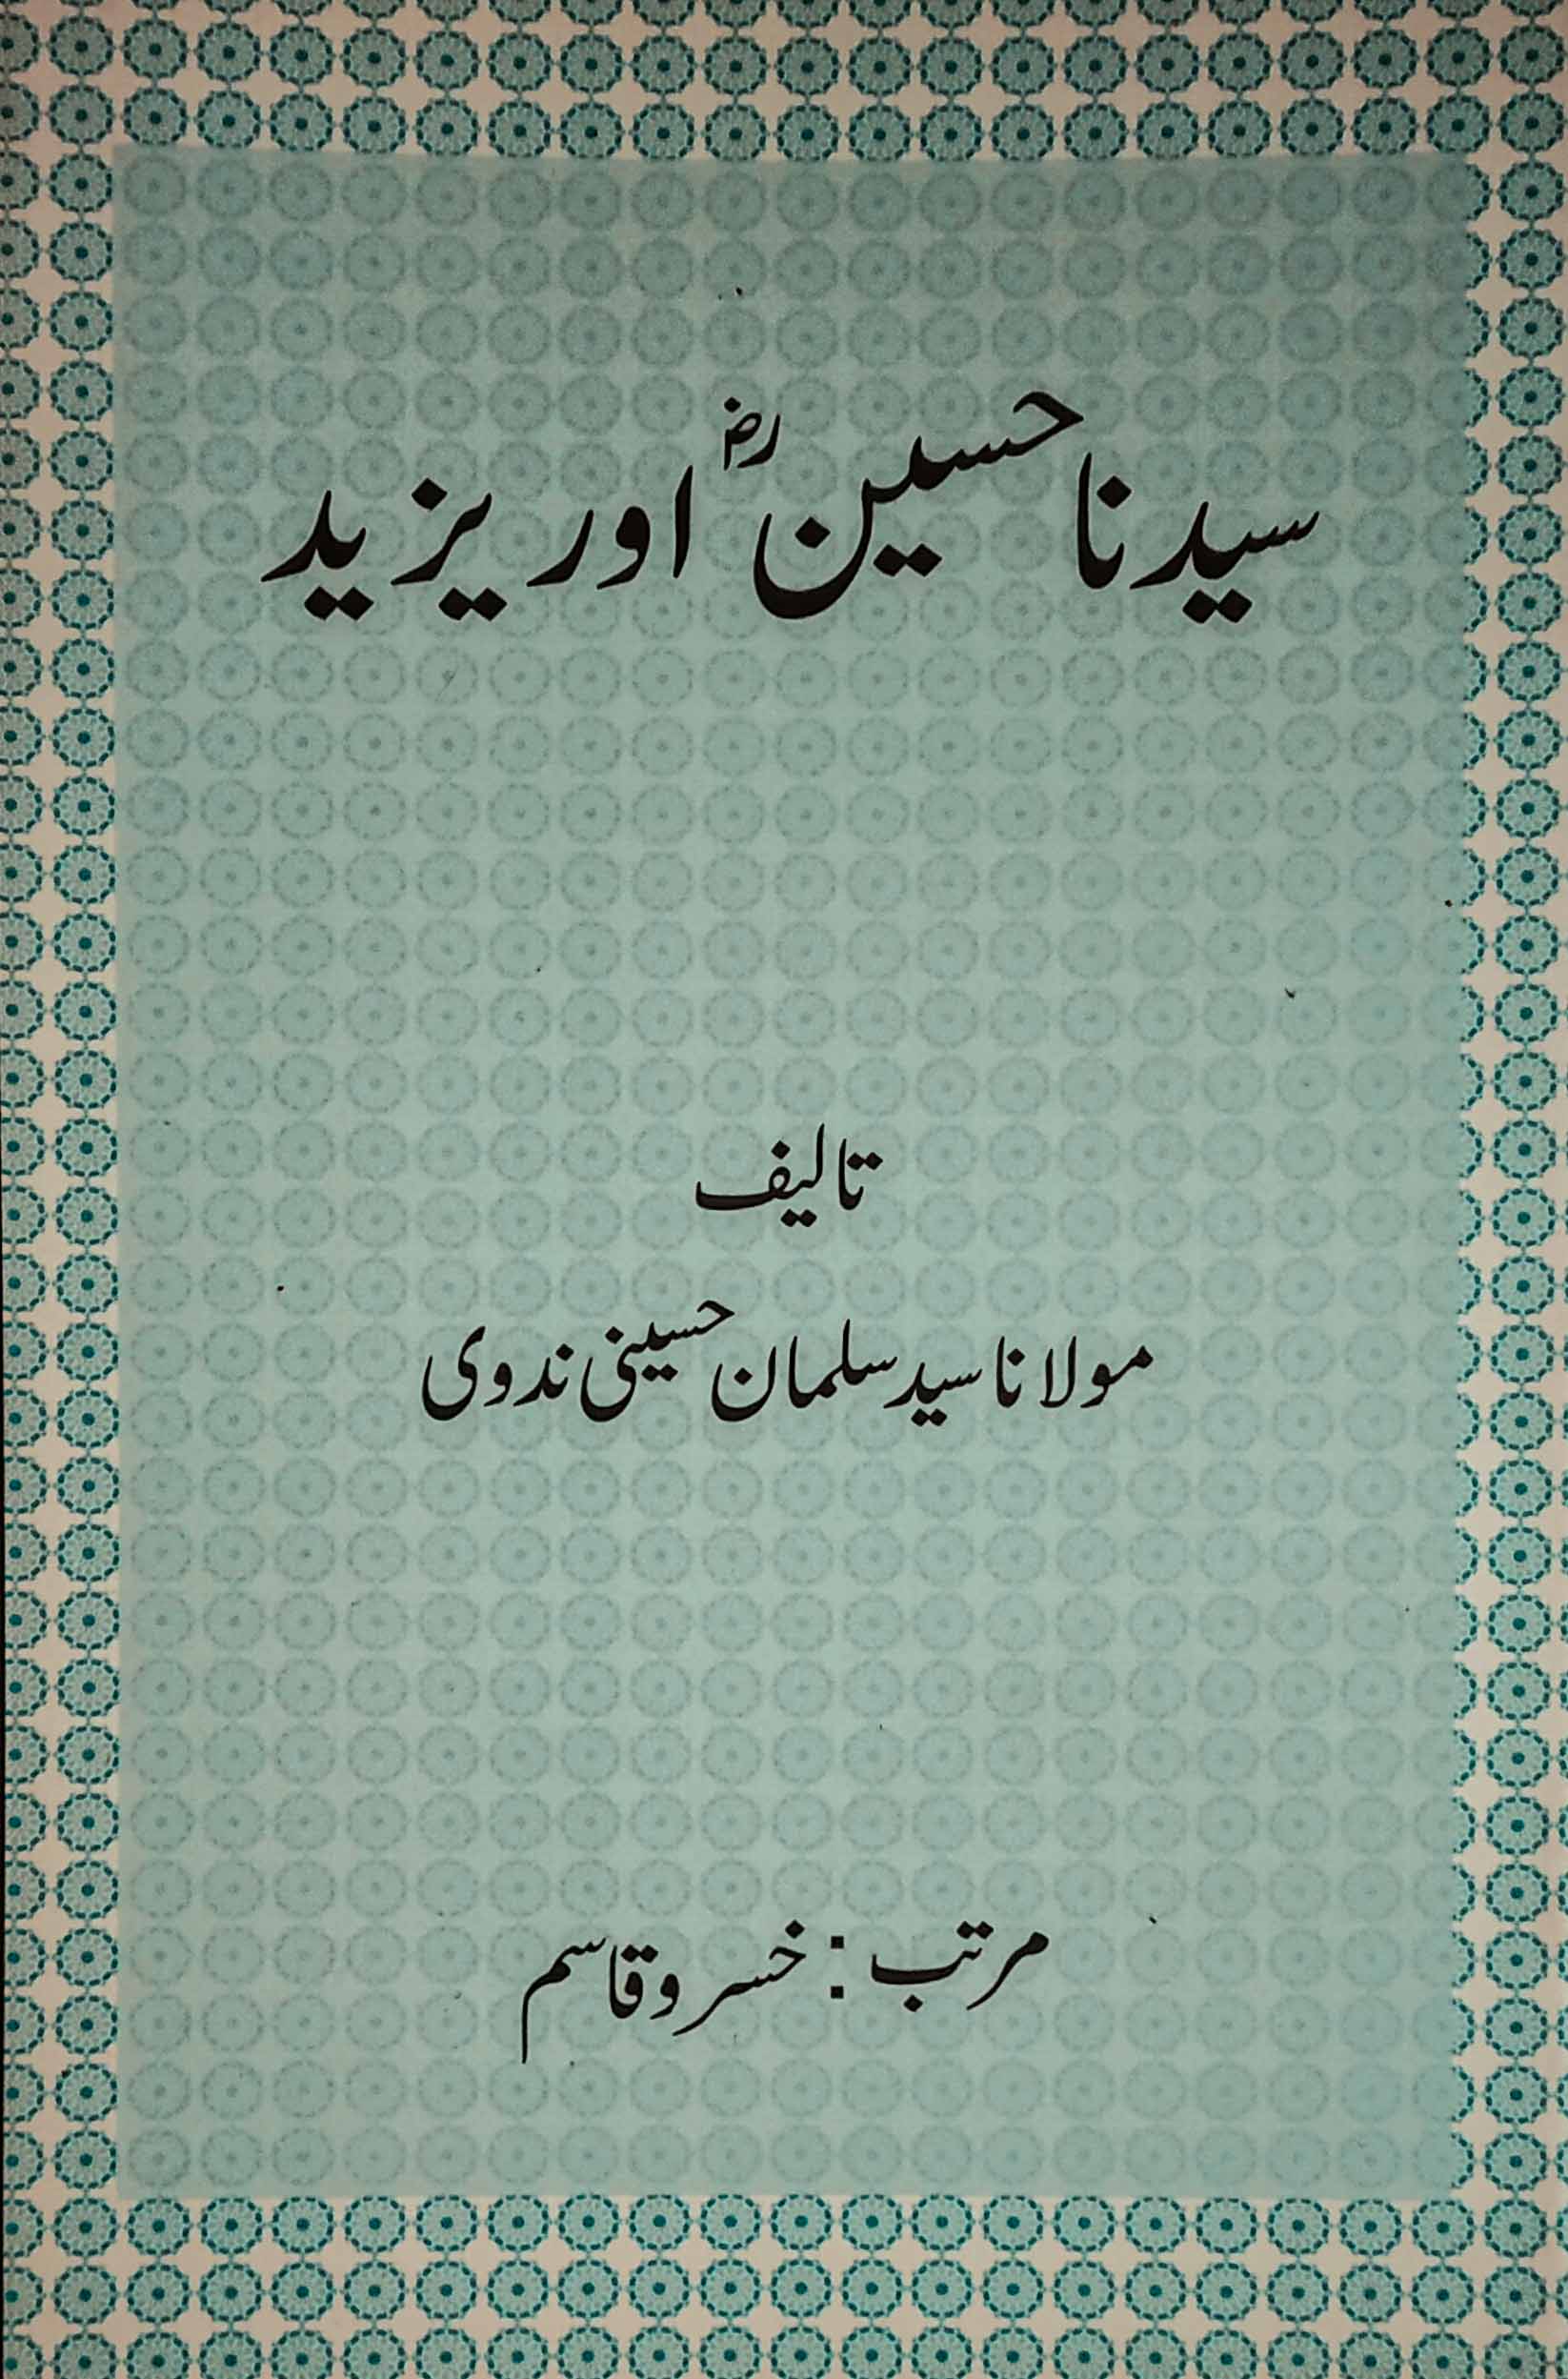 سیدنا حسینؓ اور یزید
تالیف
مولانا سید سلمان حسینی ندوی
مرتب : خسرو قاسم